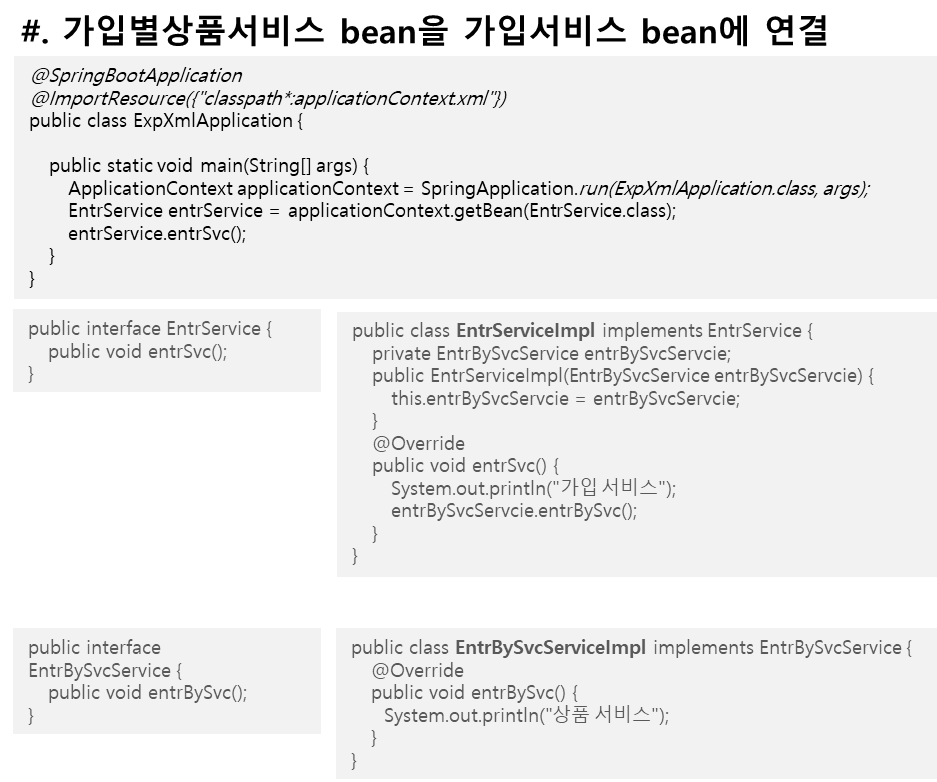 #. 가입별상품서비스 bean을 가입서비스 bean에 연결
@SpringBootApplication
@ImportResource({"classpath*:applicationContext.xml"})
public class ExpXmlApplication {
public static void main(String[] args) {
ApplicationContext applicationContext = SpringApplication.run(ExpXmlApplication.class, args);
EntrService entrService = applicationContext.getBean(EntrService.class);
entrService.entrSvc();
}
}
public interface EntrService {
public void entrSvc();
}
public class EntrServiceImpl implements EntrService {
private EntrBySvcService entrBySvcServcie;
public EntrServiceImpl(EntrBySvcService entrBySvcServcie) {
this.entrBySvcServcie = entrBySvcServcie;
}
@Override
public void entrSvc() {
System.out.println("가입 서비스");
entrBySvcServcie.entrBySvc();
}
}
public interface
EntrBySvcService {
public void entrBySvc();
}
public class EntrBySvcServiceImpl implements EntrBySvcService {
@Override
public void entrBySvc() {
System.out.println("상품 서비스");
}
}